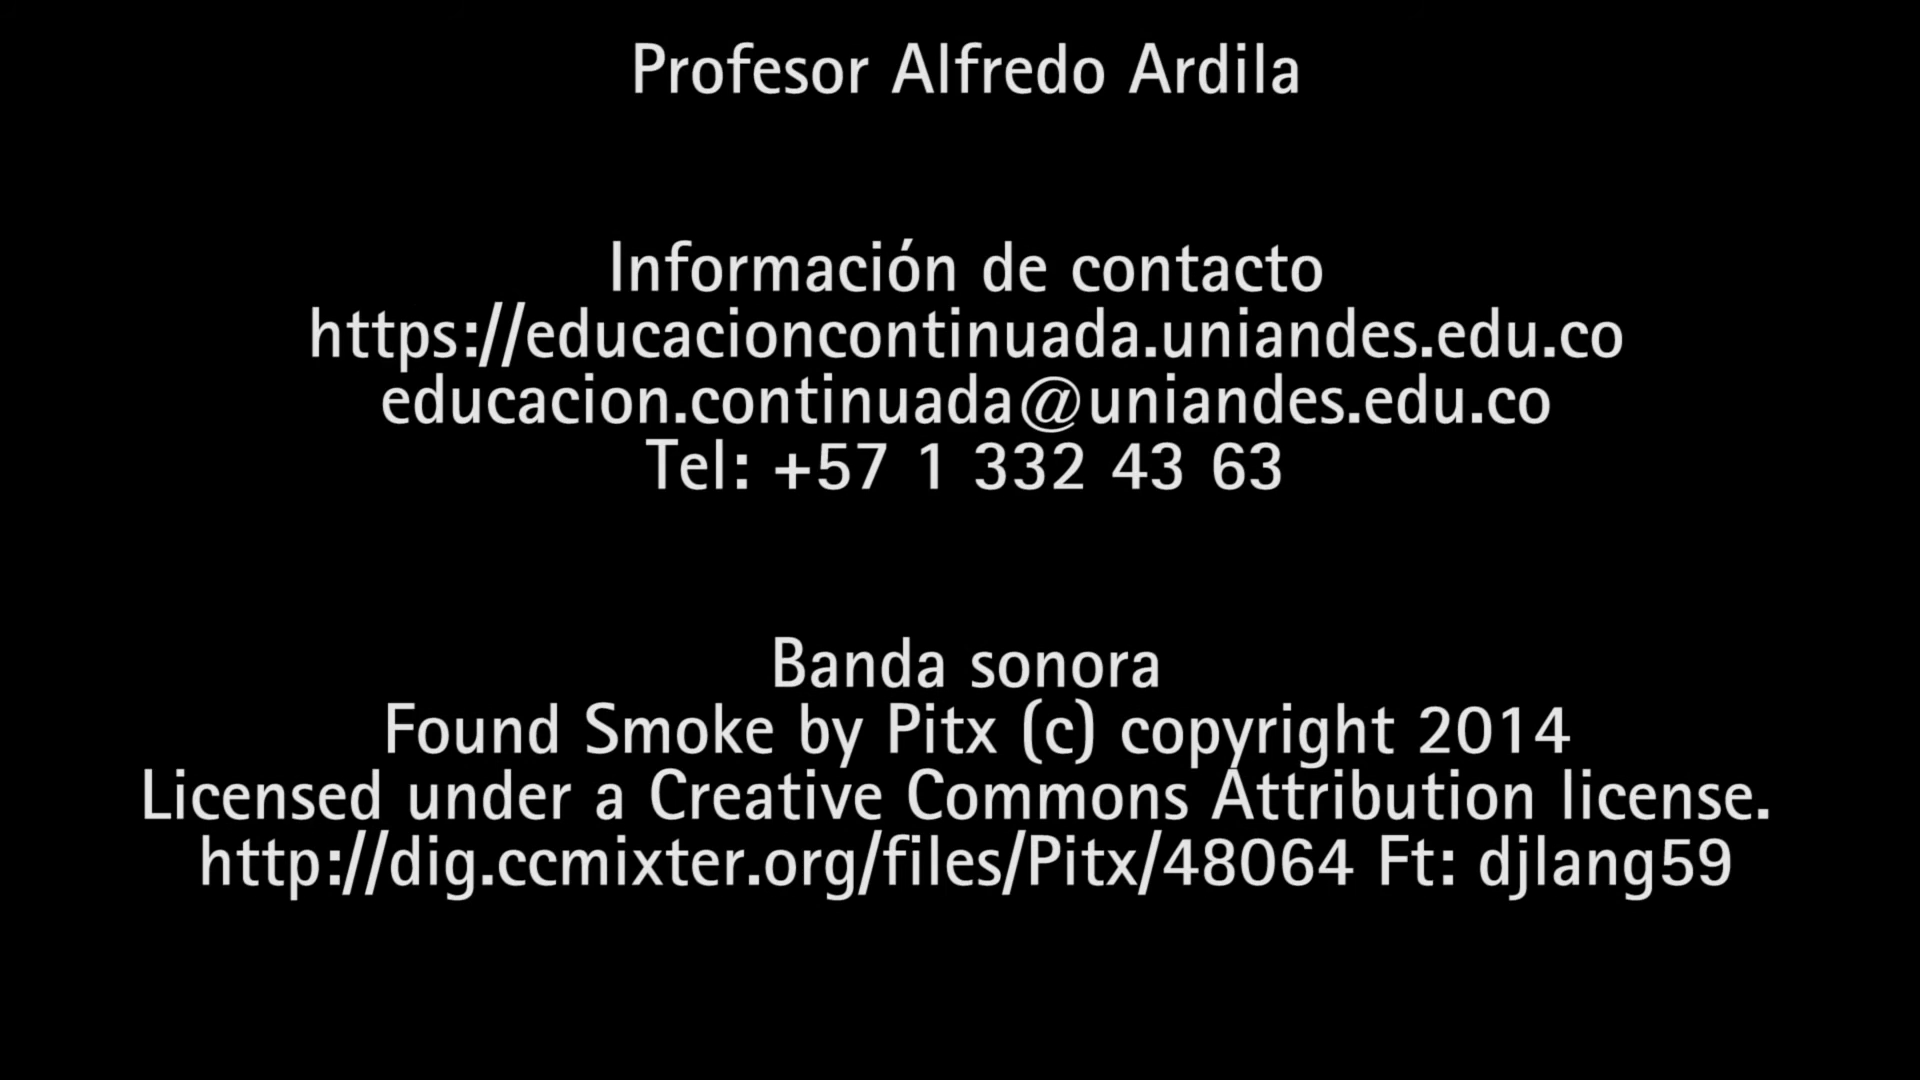 Profesor Alfredo Ardila
Información de contacto
https://educacioncontinuada.uniandes.edu.co
educacion.continuada@uniandes.edu.co
Tel: +57 1 332 43 63
Banda sonora
Found Smoke by Pitx (c) copyright 2014
Licensed under a Creative Commons Attribution license.
http://dig.ccmixter.org/files/Pitx/48064 Ft: djlang59